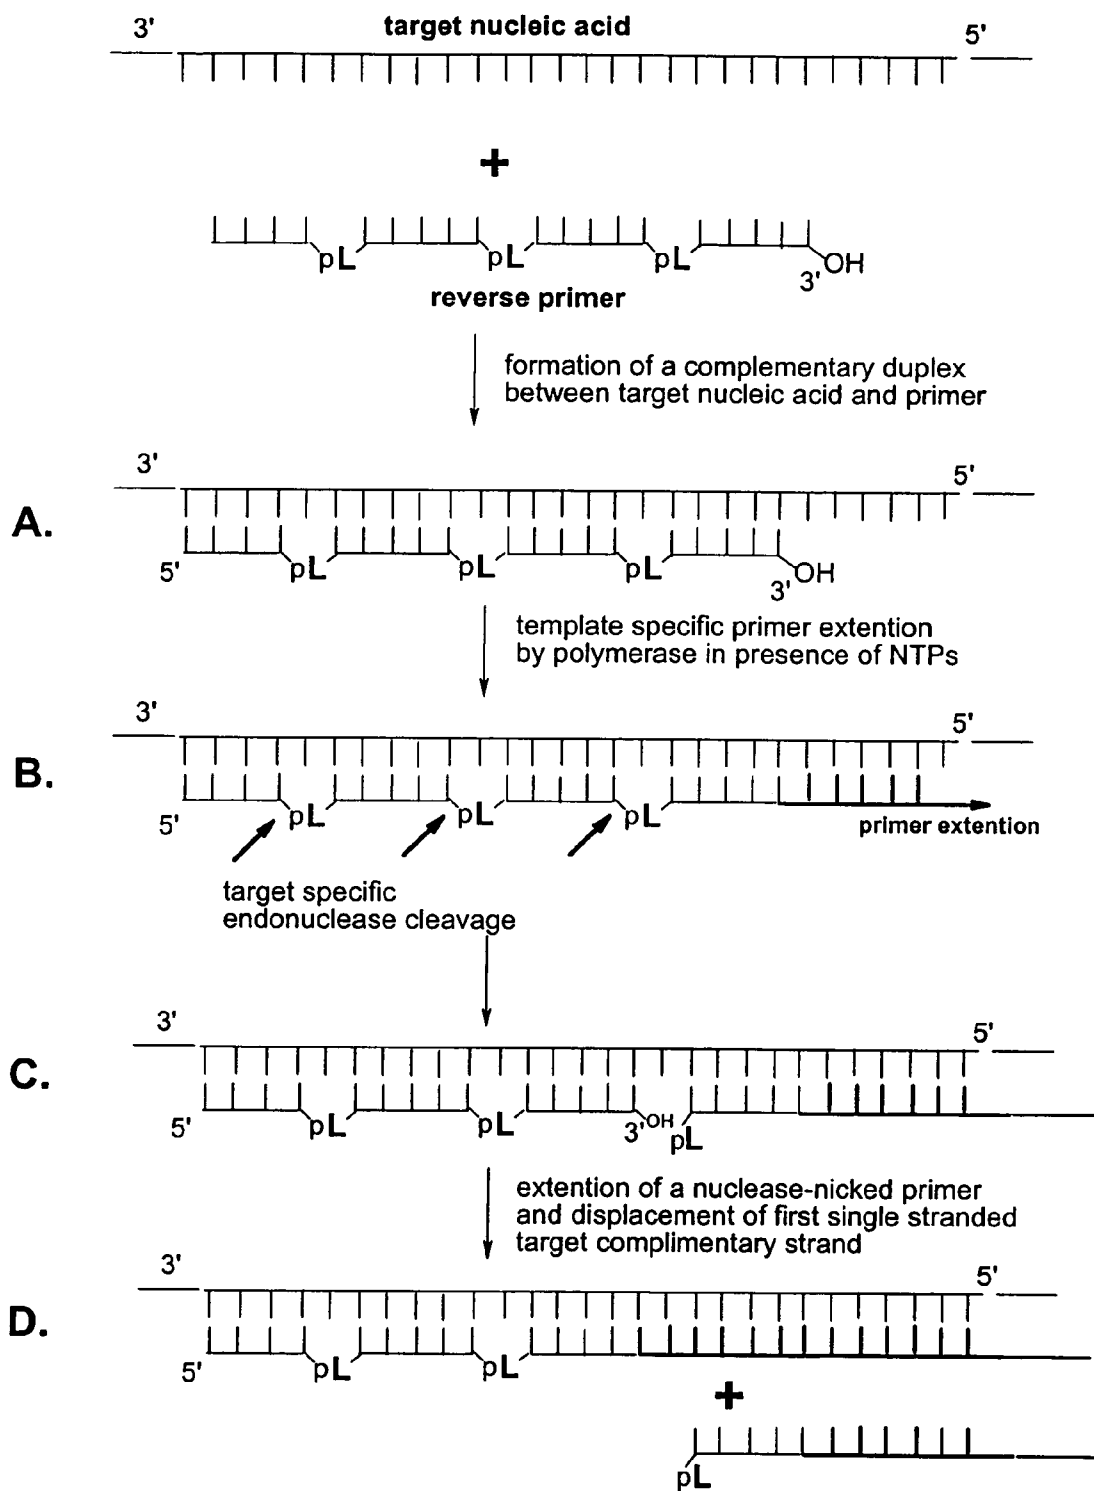 3' target nucleic acid 5'
+
pL pL pL 3' OH
reverse primer
formation of a complementary duplex
between target nucleic acid and primer
3' 5'
A.
5' pL pL pL 3' OH
template specific primer extention
by polymerase in presence of NTPs
3' 5'
B.
5' pL pL pL primer extention
target specific
endonuclease cleavage
3' 5'
C.
5' pL pL 3' OH pL
extention of a nuclease-nicked primer
and displacement of first single stranded
target complimentary strand
3' 5'
D.
5' pL pL
+
pL